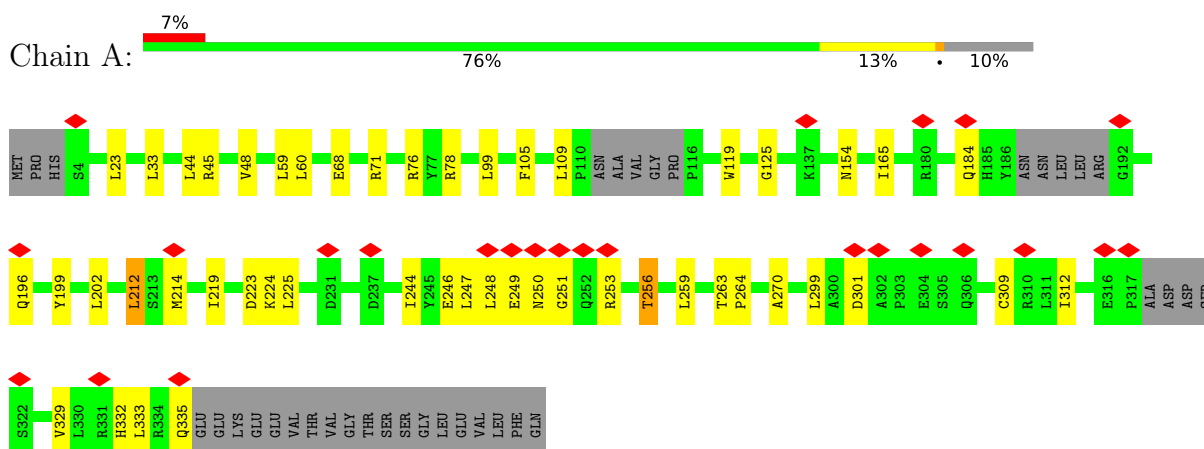 7%
Chain A:
76% 13% • 10%
MET PRO HIS S4 L23 L33 L44 R45 V48 L59 L60 E68 R71 R76 Y77 R78 L99 F105 L109 P110 ASN ALA VAL GLY PRO P116 W119 G125 K137 N154 I165 R180 Q184 H185 Y186 ASN ASN LEU LEU ARG G192
Q196 Y199 L202 L212 S213 M214 I219 D223 K224 L225 D231 D237 I244 Y245 E246 L247 L248 E249 N250 G251 Q252 R253 T256 L259 T263 P264 A270 L299 A300 D301 A302 P303 E304 S305 Q306 C309 R310 L311 I312 E316 P317 ALA ASP ASP SER
S322 V329 L330 R331 H332 L333 R334 Q335 GLU GLU LYS GLU GLU VAL THR VAL GLY THR SER SER GLY LEU GLU VAL LEU PHE GLN